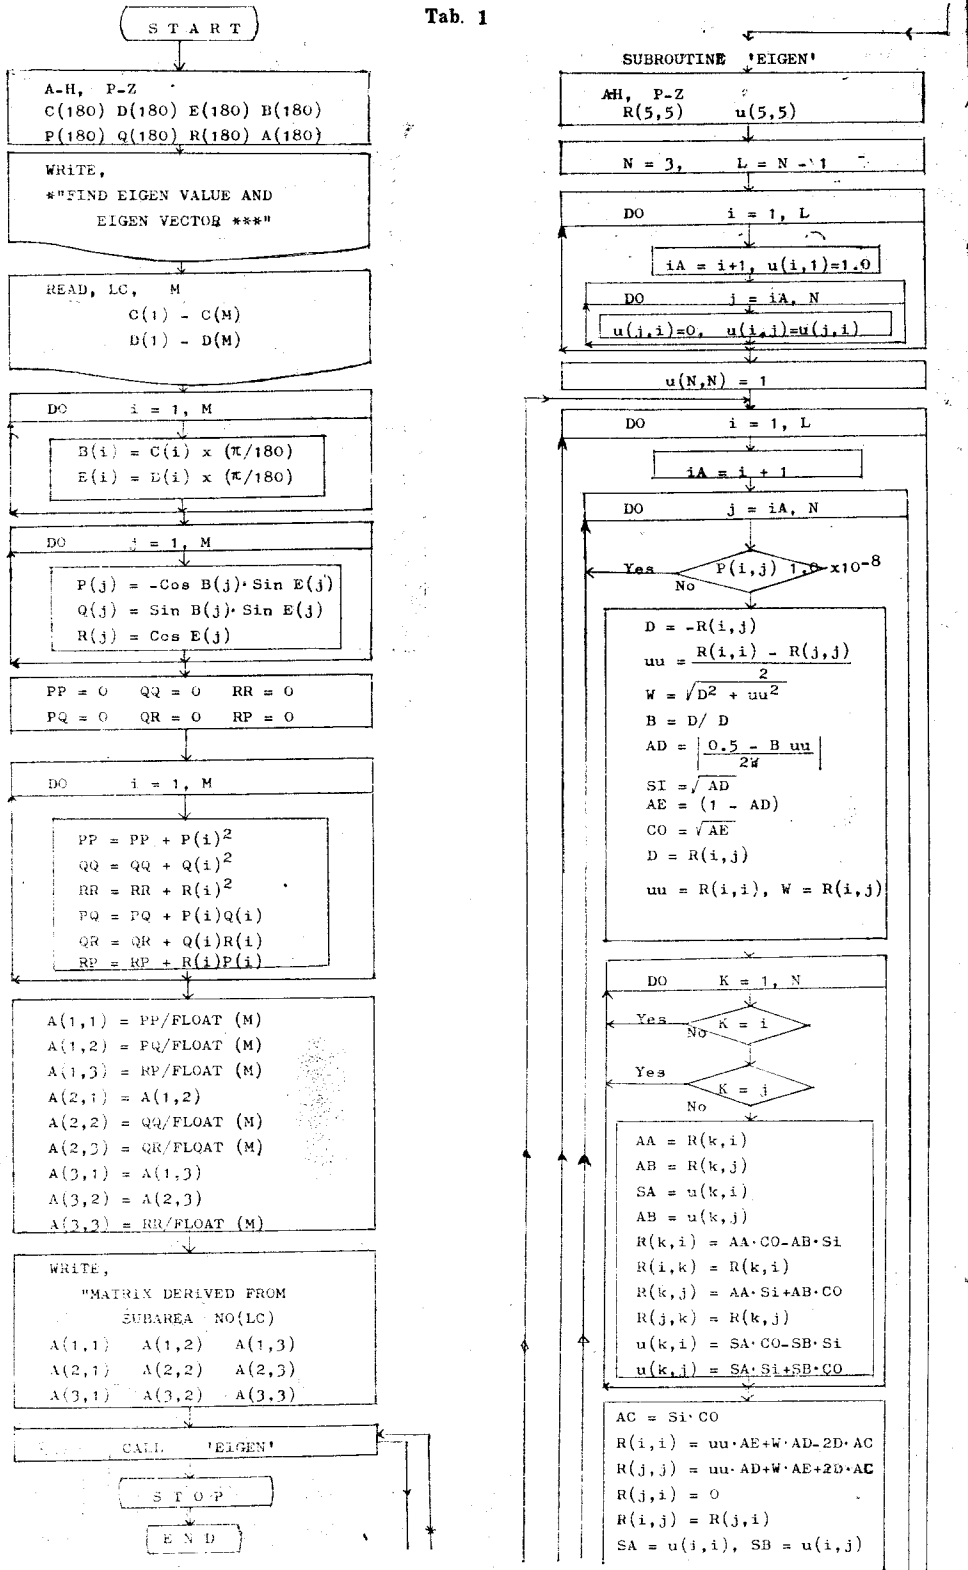 Tab. 1
START
A-H, P-Z
C(180) D(180) E(180) B(180)
P(180) Q(180) R(180) A(180)
WRITE,
*"FIND EIGEN VALUE AND
EIGEN VECTOR ***"
READ, LC, M
C(1) - C(M)
D(1) - D(M)
DO i = 1, M
B(i) = C(i) x (π/180)
E(i) = D(i) x (π/180)
DO j = 1, M
P(j) = -Cos B(j)·Sin E(j)
Q(j) = Sin B(j)·Sin E(j)
R(j) = Cos E(j)
PP = 0 QQ = 0 RR = 0
PQ = 0 QR = 0 RP = 0
DO i = 1, M
PP = PP + P(i)²
QQ = QQ + Q(i)²
RR = RR + R(i)²
PQ = PQ + P(i)Q(i)
QR = QR + Q(i)R(i)
RP = RP + R(i)P(i)
A(1,1) = PP/FLOAT (M)
A(1,2) = PQ/FLOAT (M)
A(1,3) = RP/FLOAT (M)
A(2,1) = A(1,2)
A(2,2) = QQ/FLOAT (M)
A(2,3) = QR/FLOAT (M)
A(3,1) = A(1,3)
A(3,2) = A(2,3)
A(3,3) = RR/FLOAT (M)
WRITE,
"MATRIX DERIVED FROM
SUBAREA NO(LC)
A(1,1) A(1,2) A(1,3)
A(2,1) A(2,2) A(2,3)
A(3,1) A(3,2) A(3,3)
CALL 'EIGEN'
STOP
END
SUBROUTINE 'EIGEN'
AH, P-Z
R(5,5) u(5,5)
N = 3, L = N - 1
DO i = 1, L
iA = i+1, u(i,1)=1.0
DO j = iA, N
u(j,i)=0, u(i,j)=u(j,i)
u(N,N) = 1
DO i = 1, L
iA = i + 1
DO j = iA, N
Yes P(i,j) 1.0 x10-8
No
D = -R(i,j)
uu = R(i,i) - R(j,j) / 2
W = √D² + uu²
B = D/ D
AD = |0.5 - B uu / 2W|
SI = √AD
AE = (1 - AD)
CO = √AE
D = R(i,j)
uu = R(i,i), W = R(i,j)
DO K = 1, N
Yes K = i
No
Yes K = j
No
AA = R(k,i)
AB = R(k,j)
SA = u(k,i)
AB = u(k,j)
R(k,i) = AA·CO-AB·Si
R(i,k) = R(k,i)
R(k,j) = AA·Si+AB·CO
R(j,k) = R(k,j)
u(k,i) = SA·CO-SB·Si
u(k,j) = SA·Si+SB·CO
AC = Si·CO
R(i,i) = uu·AE+W·AD-2D·AC
R(j,j) = uu·AD+W·AE+2D·AC
R(j,i) = 0
R(i,j) = R(j,i)
SA = u(j,i), SB = u(i,j)